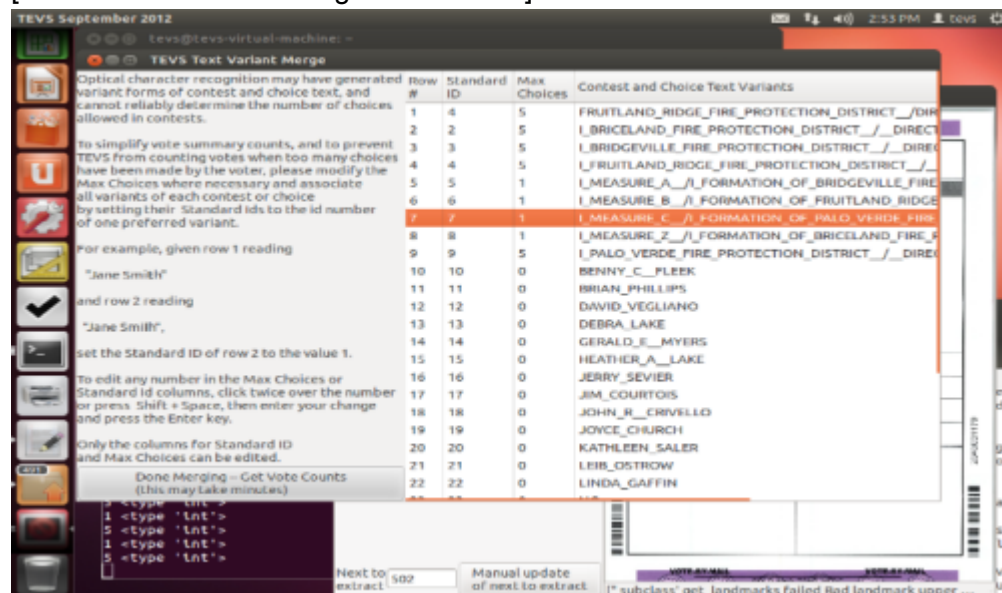 TEVS September 2012
2:53 PM tevs
tevs@tevs-virtual-machine: ~
TEVS Text Variant Merge
Optical character recognition may have generated
variant forms of contest and choice text, and
cannot reliably determine the number of choices
allowed in contests.
To simplify vote summary counts, and to prevent
TEVS from counting votes when too many choices
have been made by the voter, please modify the
Max Choices where necessary and associate
all variants of each contest or choice
by setting their Standard Ids to the id number
of one preferred variant.
For example, given row 1 reading
"Jane Smith"
and row 2 reading
"Jane Smilh",
set the Standard ID of row 2 to the value 1.
To edit any number in the Max Choices or
Standard Id columns, click twice over the number
or press Shift + Space, then enter your change
and press the Enter key.
Only the columns for Standard ID
and Max Choices can be edited.
Done Merging -- Get Vote Counts
(this may take minutes)
Row # Standard ID Max Choices Contest and Choice Text Variants
1 4 5 FRUITLAND_RIDGE_FIRE_PROTECTION_DISTRICT__/DIR
2 2 5 I_BRICELAND_FIRE_PROTECTION_DISTRICT__/__DIRECT
3 3 5 I_BRIDGEVILLE_FIRE_PROTECTION_DISTRICT__/__DIREC
4 4 5 I_FRUITLAND_RIDGE_FIRE_PROTECTION_DISTRICT__/__
5 5 1 I_MEASURE_A__/I_FORMATION_OF_BRIDGEVILLE_FIRE
6 6 1 I_MEASURE_B__/I_FORMATION_OF_FRUITLAND_RIDGE
7 7 1 I_MEASURE_C__/I_FORMATION_OF_PALO_VERDE_FIRE
8 8 1 I_MEASURE_Z__/I_FORMATION_OF_BRICELAND_FIRE_P
9 9 5 I_PALO_VERDE_FIRE_PROTECTION_DISTRICT__/__DIREC
10 10 0 BENNY_C__FLEEK
11 11 0 BRIAN_PHILLIPS
12 12 0 DAVID_VEGLIANO
13 13 0 DEBRA_LAKE
14 14 0 GERALD_E__MYERS
15 15 0 HEATHER_A__LAKE
16 16 0 JERRY_SEVIER
17 17 0 JIM_COURTOIS
18 18 0 JOHN_R__CRIVELLO
19 19 0 JOYCE_CHURCH
20 20 0 KATHLEEN_SALER
21 21 0 LEIB_OSTROW
22 22 0 LINDA_GAFFIN
5 <type 'int'>
1 <type 'int'>
5 <type 'int'>
1 <type 'int'>
5 <type 'int'>
Next to extract 502
Manual update of next to extract
VOTE BY MAIL VOTE BY MAIL
subclass' get_landmarks failed Bad landmark upper ...